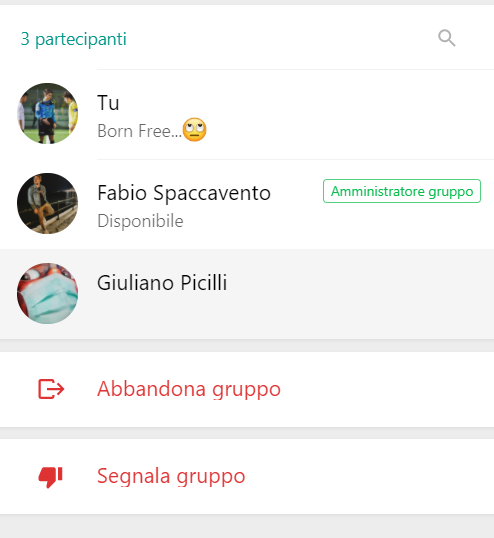 3 partecipanti
Tu
Born Free...🙄
Fabio Spaccavento
Amministratore gruppo
Disponibile
Giuliano Picilli
Abbandona gruppo
Segnala gruppo